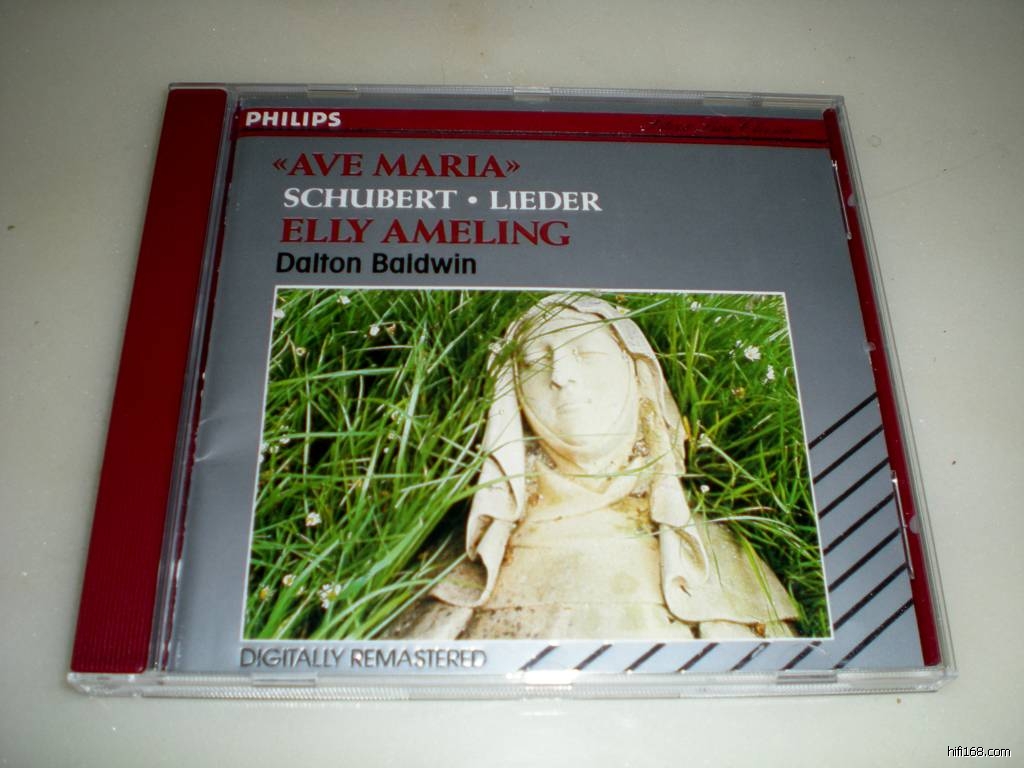 PHILIPS
«AVE MARIA»
SCHUBERT • LIEDER
ELLY AMELING
Dalton Baldwin
DIGITALLY REMASTERED
hifi168.com